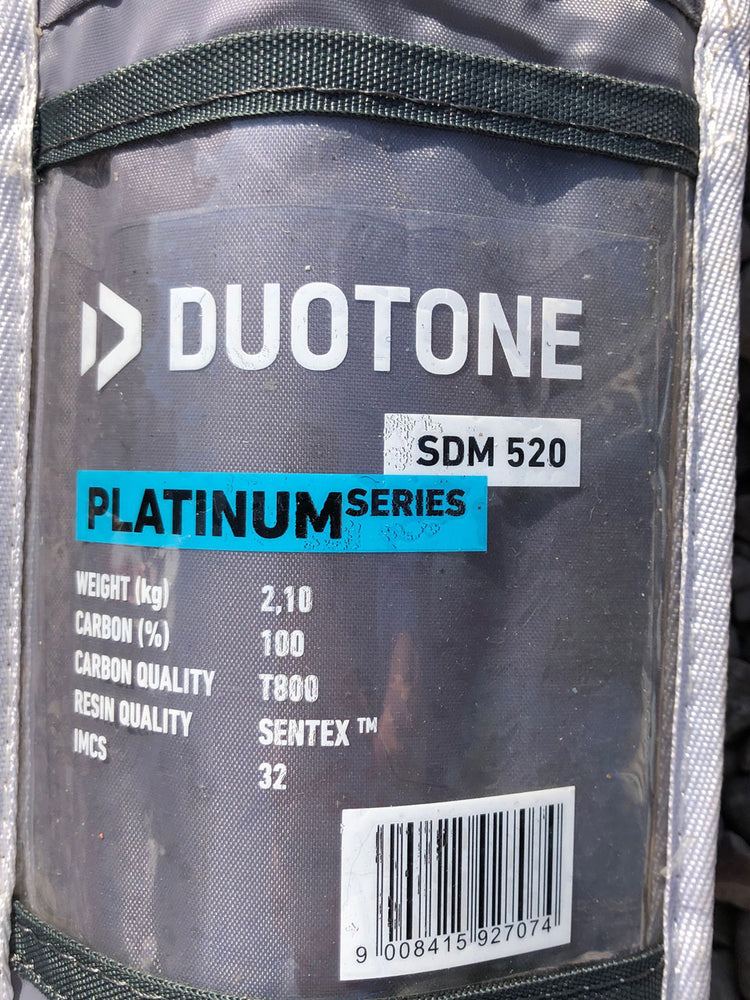 DUOTONE
SDM 520
PLATINUM SERIES
WEIGHT (kg) 2,10
CARBON (%) 100
CARBON QUALITY T800
RESIN QUALITY SENTEX ™
IMCS 32
9 008415 927074